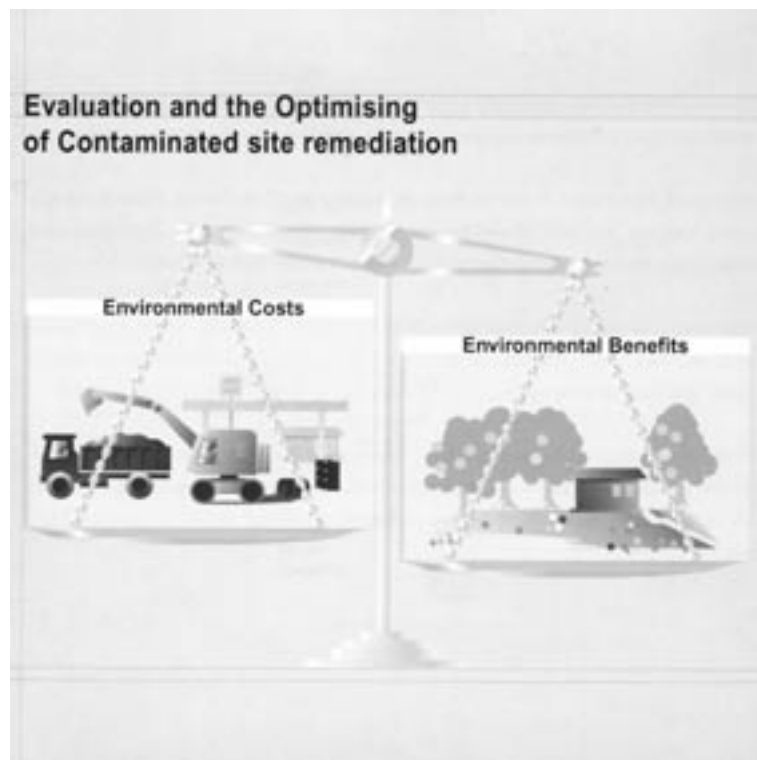 Evaluation and the Optimising
of Contaminated site remediation
Environmental Costs
Environmental Benefits